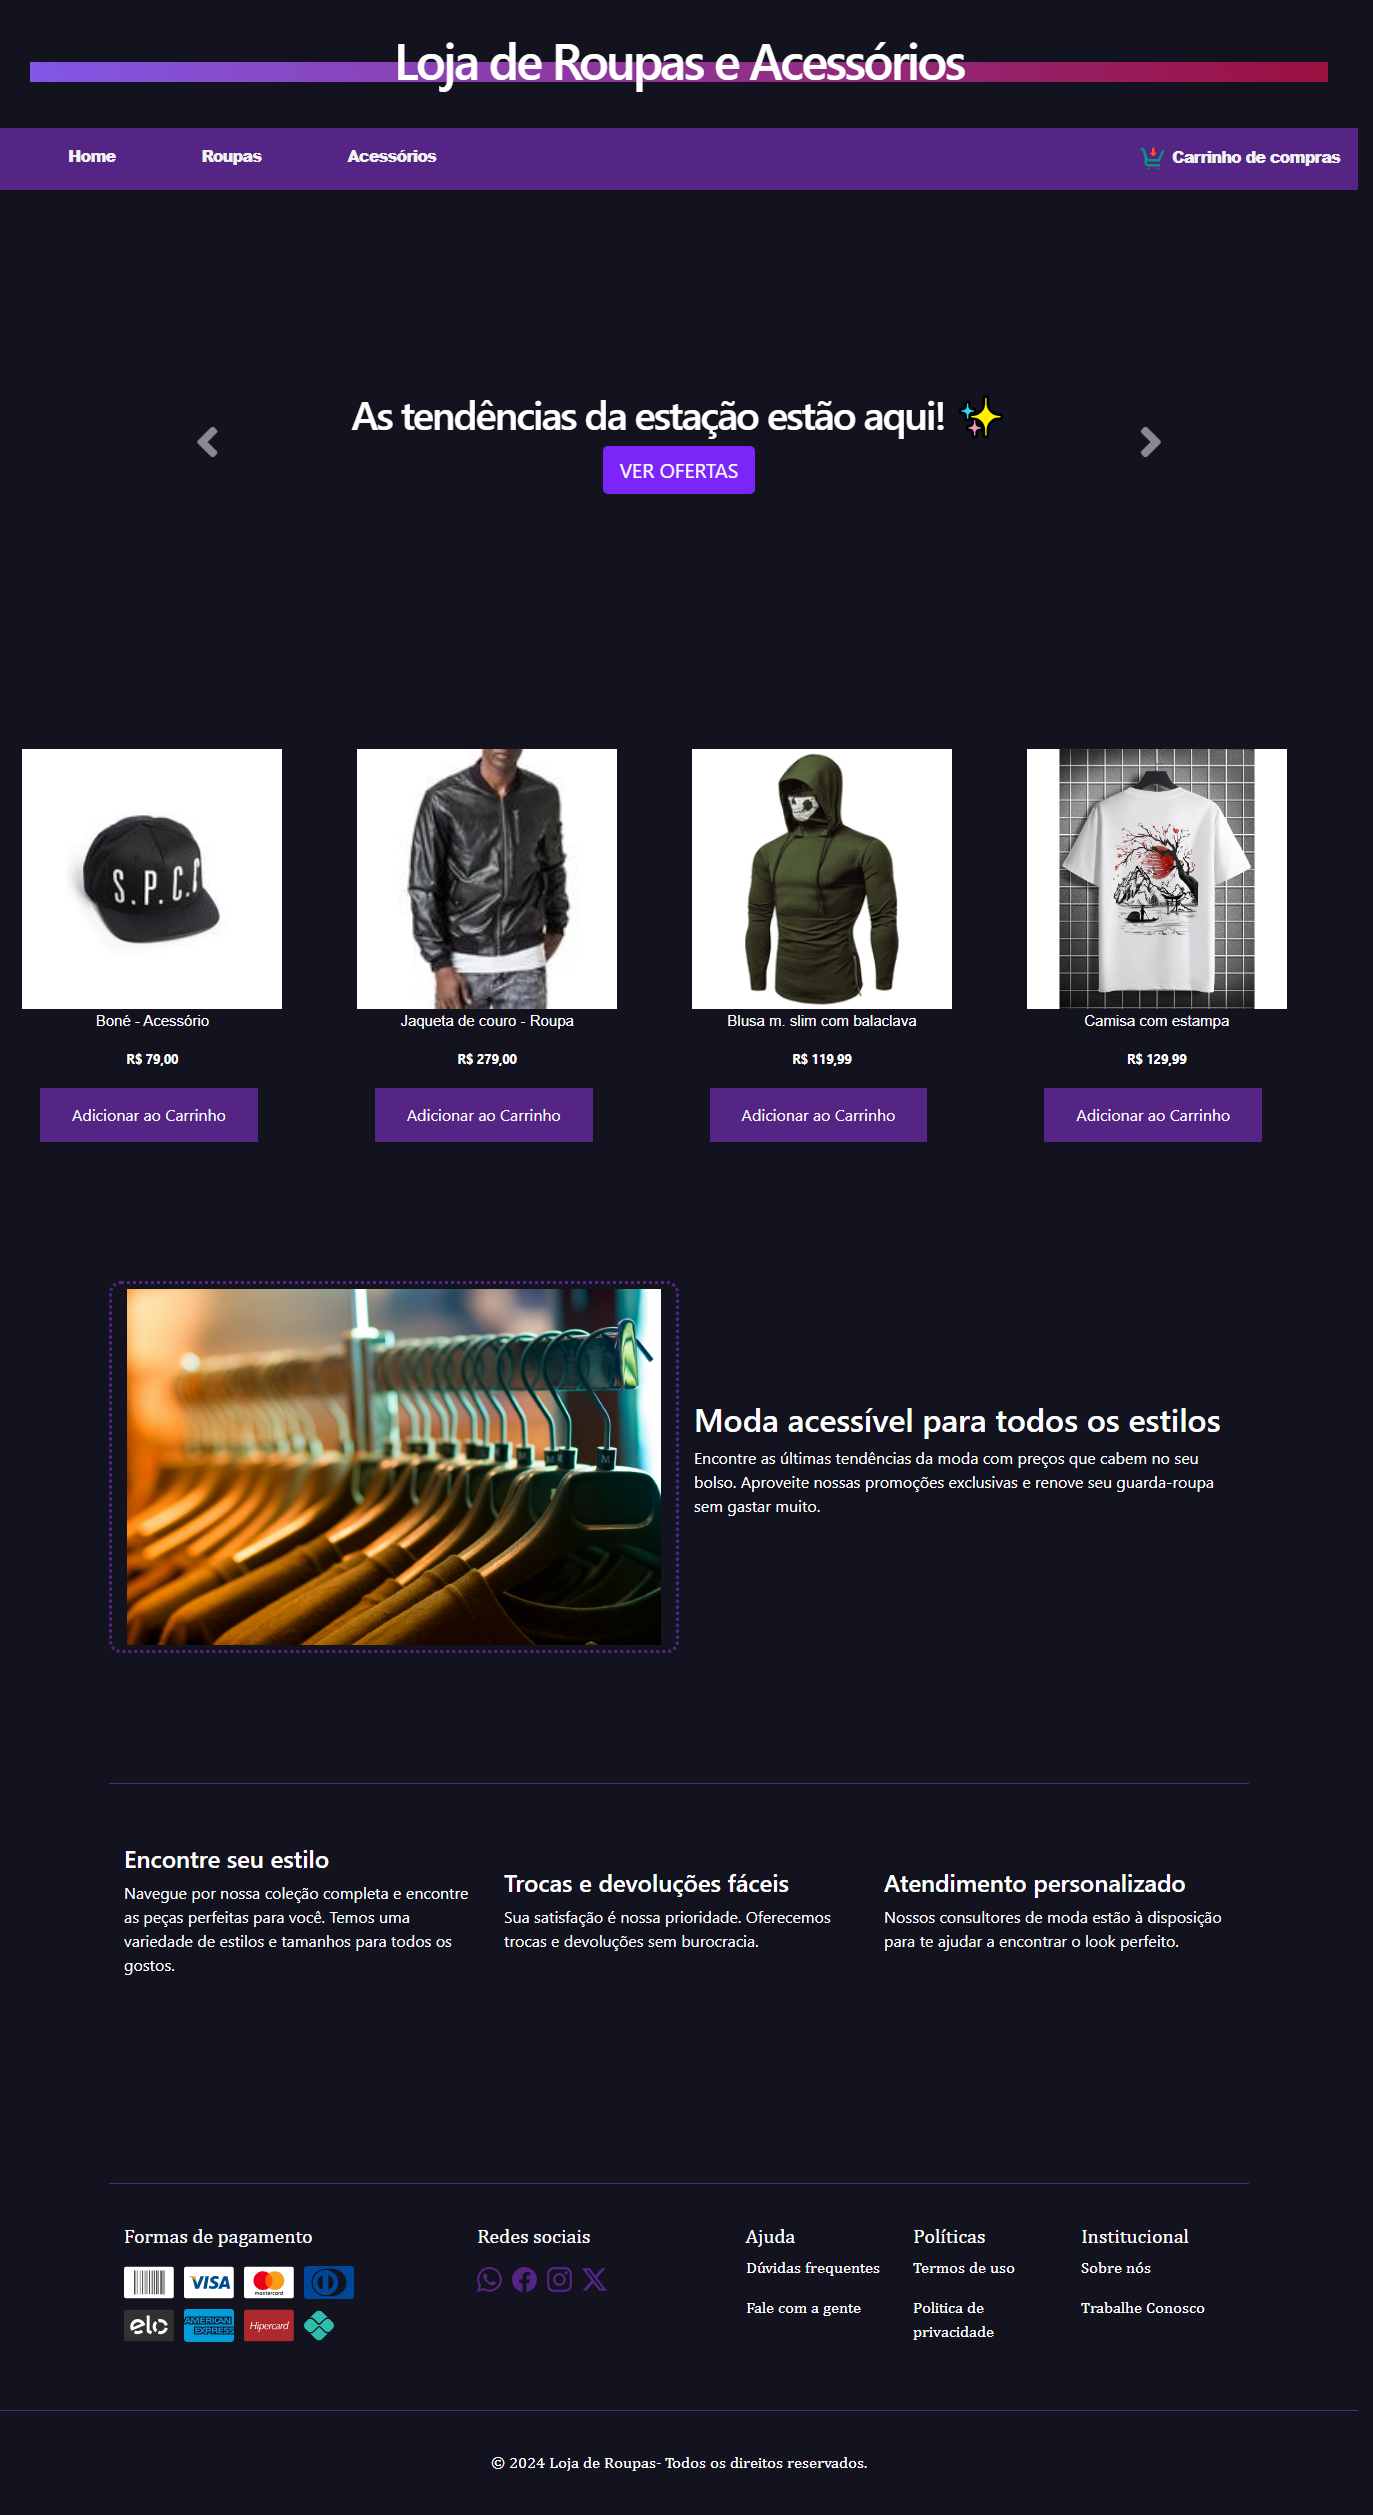 Loja de Roupas e Acessórios
Home
Roupas
Acessórios
Carrinho de compras
As tendências da estação estão aqui! ✨
VER OFERTAS
S.P.C.
Boné - Acessório
Jaqueta de couro - Roupa
Blusa m. slim com balaclava
Camisa com estampa
R$ 79,00
R$ 279,00
R$ 119,99
R$ 129,99
Adicionar ao Carrinho
Adicionar ao Carrinho
Adicionar ao Carrinho
Adicionar ao Carrinho
M
M
M
Moda acessível para todos os estilos
Encontre as últimas tendências da moda com preços que cabem no seu
bolso. Aproveite nossas promoções exclusivas e renove seu guarda-roupa
sem gastar muito.
Encontre seu estilo
Navegue por nossa coleção completa e encontre
as peças perfeitas para você. Temos uma
variedade de estilos e tamanhos para todos os
gostos.
Trocas e devoluções fáceis
Sua satisfação é nossa prioridade. Oferecemos
trocas e devoluções sem burocracia.
Atendimento personalizado
Nossos consultores de moda estão à disposição
para te ajudar a encontrar o look perfeito.
Formas de pagamento
VISA
mastercard
elo
AMERICAN
EXPRESS
Hipercard
Redes sociais
Ajuda
Dúvidas frequentes
Fale com a gente
Políticas
Termos de uso
Politica de
privacidade
Institucional
Sobre nós
Trabalhe Conosco
© 2024 Loja de Roupas- Todos os direitos reservados.